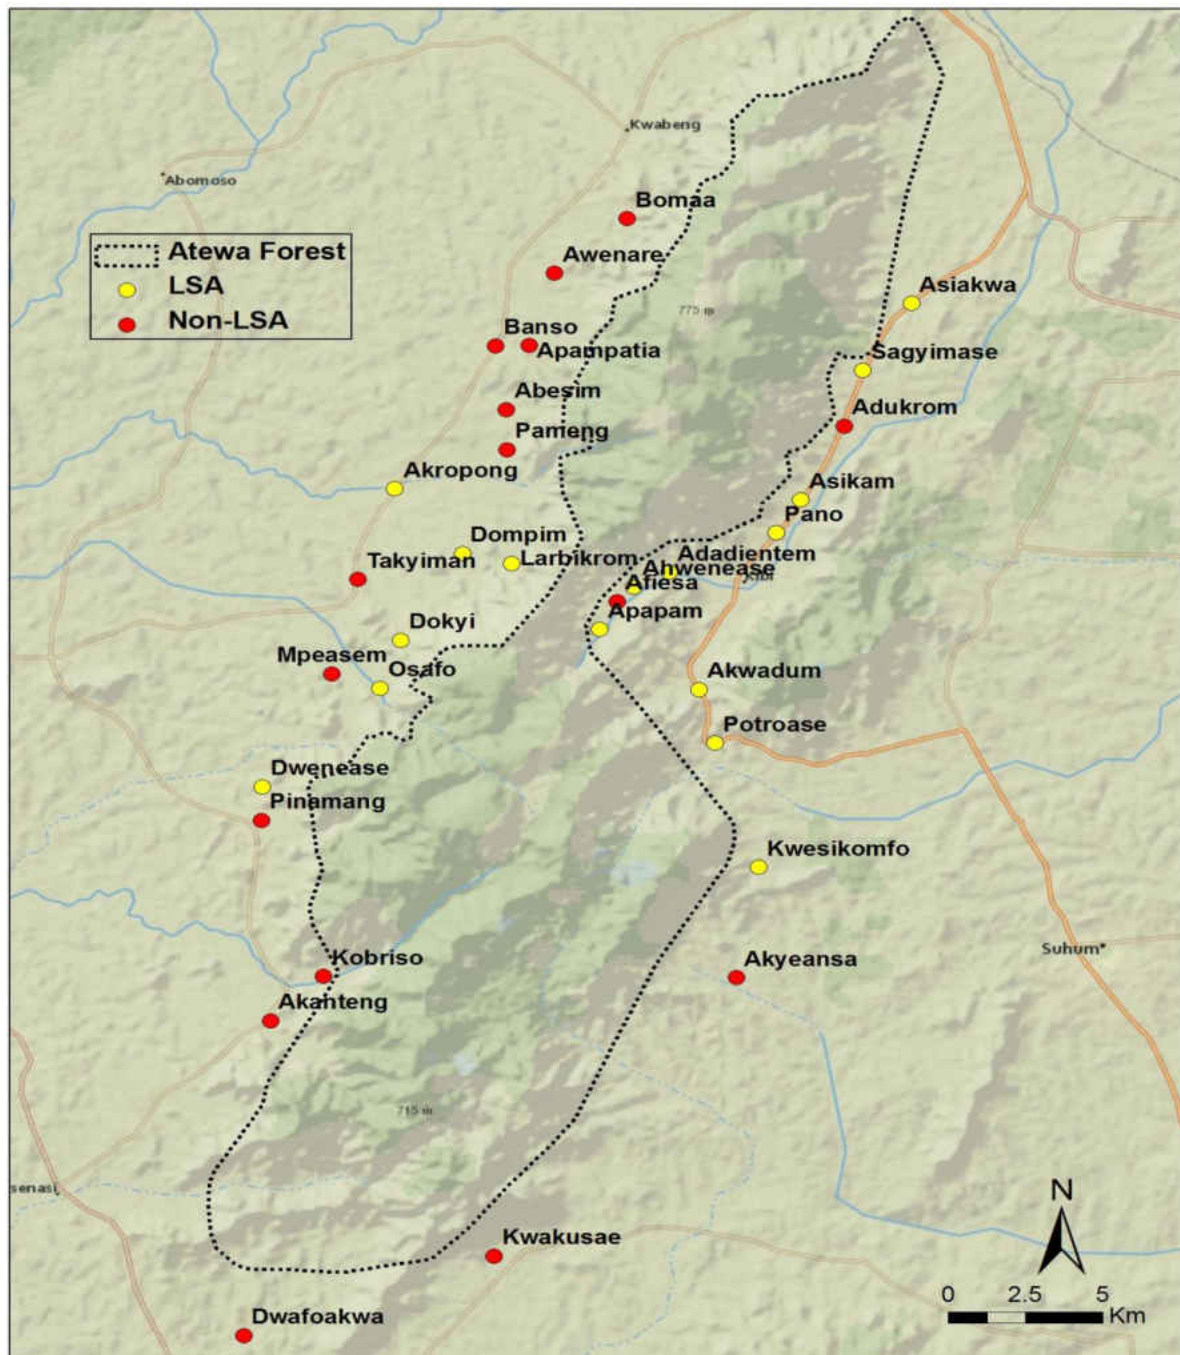 Kwabeng
Abomoso
Bomaa
Atewa Forest
LSA
Non-LSA
Awenare
775 m
Asiakwa
Banso
Apampatia
Sagyimase
Abesim
Adukrom
Pameng
Akropong
Asikam
Pano
Dompim
Larbikrom
Takyiman
Adadientem
Ahwenease
Kibi
Afiesa
Apapam
Dokyi
Mpeasem
Osafo
Akwadum
Potroase
Dwenease
Pinamang
Kwesikomfo
Kobriso
Akyeansa
Suhum
Akanteng
715 m
senasi
N
Kwakusae
0 2.5 5
Km
Dwafoakwa